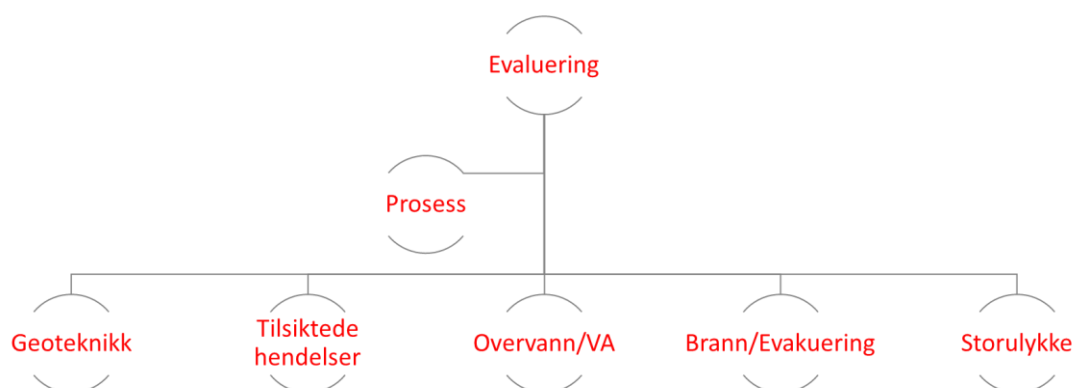 Evaluering
Prosess
Geoteknikk
Tilsiktede
hendelser
Overvann/VA
Brann/Evakuering
Storulykke